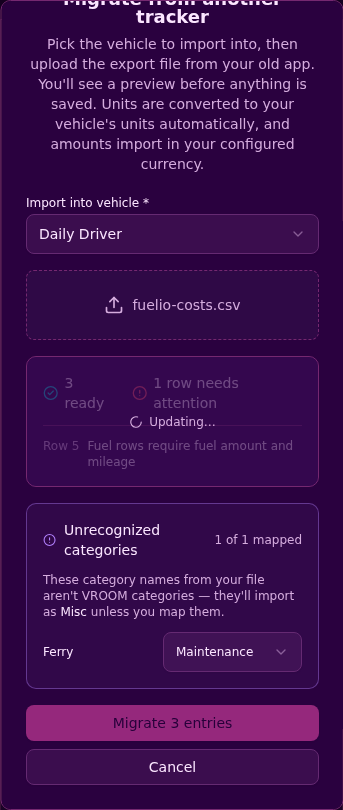 Migrate from another
tracker
Pick the vehicle to import into, then
upload the export file from your old app.
You'll see a preview before anything is
saved. Units are converted to your
vehicle's units automatically, and
amounts import in your configured
currency.
Import into vehicle *
Daily Driver
fuelio-costs.csv
3
ready
1 row needs
attention
Updating...
Row 5 Fuel rows require fuel amount and
mileage
Unrecognized
categories
1 of 1 mapped
These category names from your file
aren't VROOM categories — they'll import
as Misc unless you map them.
Ferry
Maintenance
Migrate 3 entries
Cancel